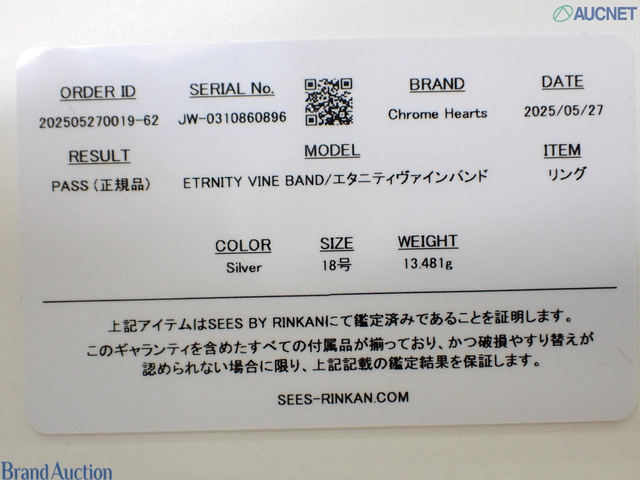 AUCNET
ORDER ID
202505270019-62
SERIAL No.
JW-0310860896
BRAND
Chrome Hearts
DATE
2025/05/27
RESULT
PASS (正規品)
MODEL
ETRNITY VINE BAND/エタニティヴァインバンド
ITEM
リング
COLOR
Silver
SIZE
18号
WEIGHT
13.481g
上記アイテムはSEES BY RINKANにて鑑定済みであることを証明します。
このギャランティを含めたすべての付属品が揃っており、かつ破損やすり替えが
認められない場合に限り、上記記載の鑑定結果を保証します。
SEES-RINKAN.COM
Brand Auction